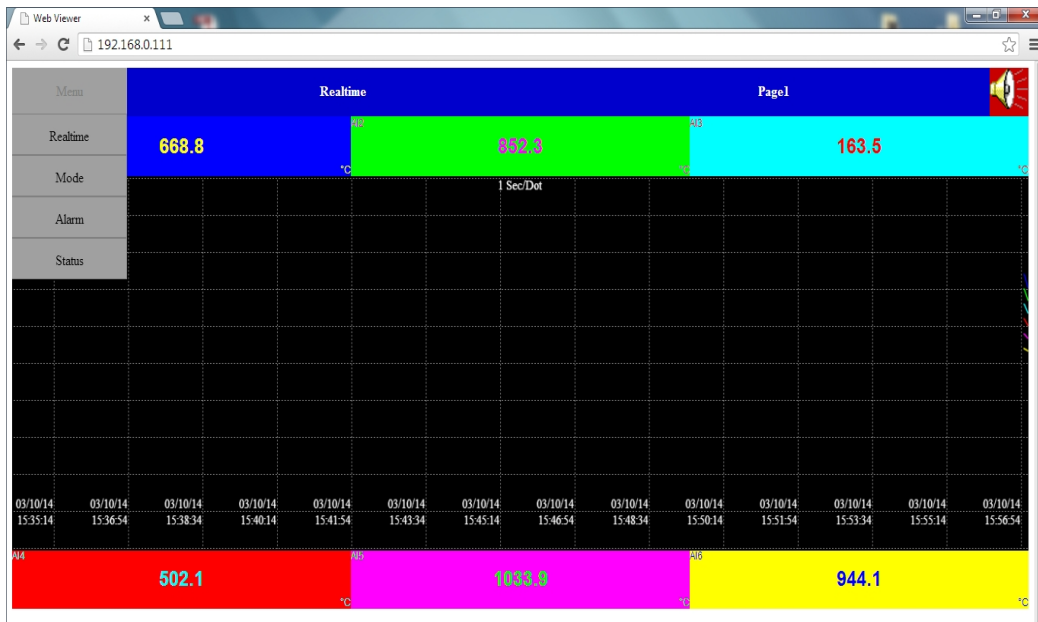 Web Viewer
192.168.0.111
Menu
Realtime
Page1
Realtime
Mode
Alarm
Status
668.8
°C
AI2
852.3
°C
AI3
163.5
°C
1 Sec/Dot
03/10/14 03/10/14 03/10/14 03/10/14 03/10/14 03/10/14 03/10/14 03/10/14 03/10/14 03/10/14 03/10/14 03/10/14 03/10/14 03/10/14
15:35:14 15:36:54 15:38:34 15:40:14 15:41:54 15:43:34 15:45:14 15:46:54 15:48:34 15:50:14 15:51:54 15:53:34 15:55:14 15:56:54
AI4
502.1
°C
AI5
1033.9
°C
AI6
944.1
°C